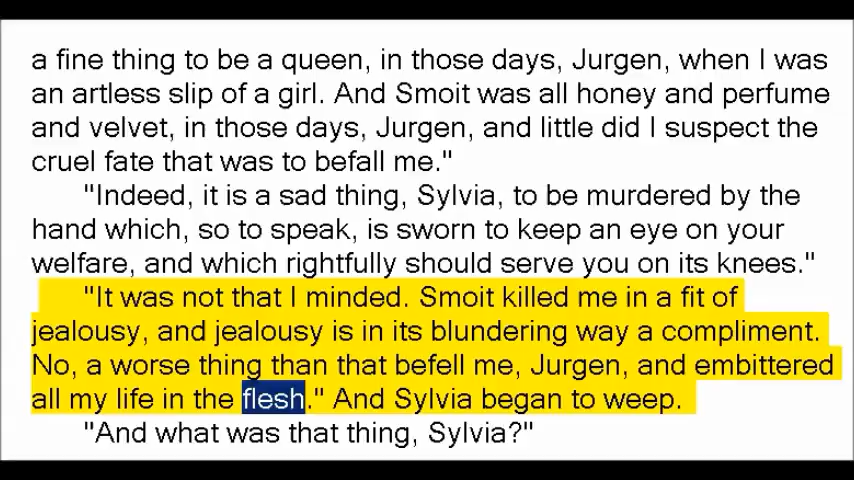 a fine thing to be a queen, in those days, Jurgen, when I was
an artless slip of a girl. And Smoit was all honey and perfume
and velvet, in those days, Jurgen, and little did I suspect the
cruel fate that was to befall me."
"Indeed, it is a sad thing, Sylvia, to be murdered by the
hand which, so to speak, is sworn to keep an eye on your
welfare, and which rightfully should serve you on its knees."
"It was not that I minded. Smoit killed me in a fit of
jealousy, and jealousy is in its blundering way a compliment.
No, a worse thing than that befell me, Jurgen, and embittered
all my life in the flesh." And Sylvia began to weep.
"And what was that thing, Sylvia?"